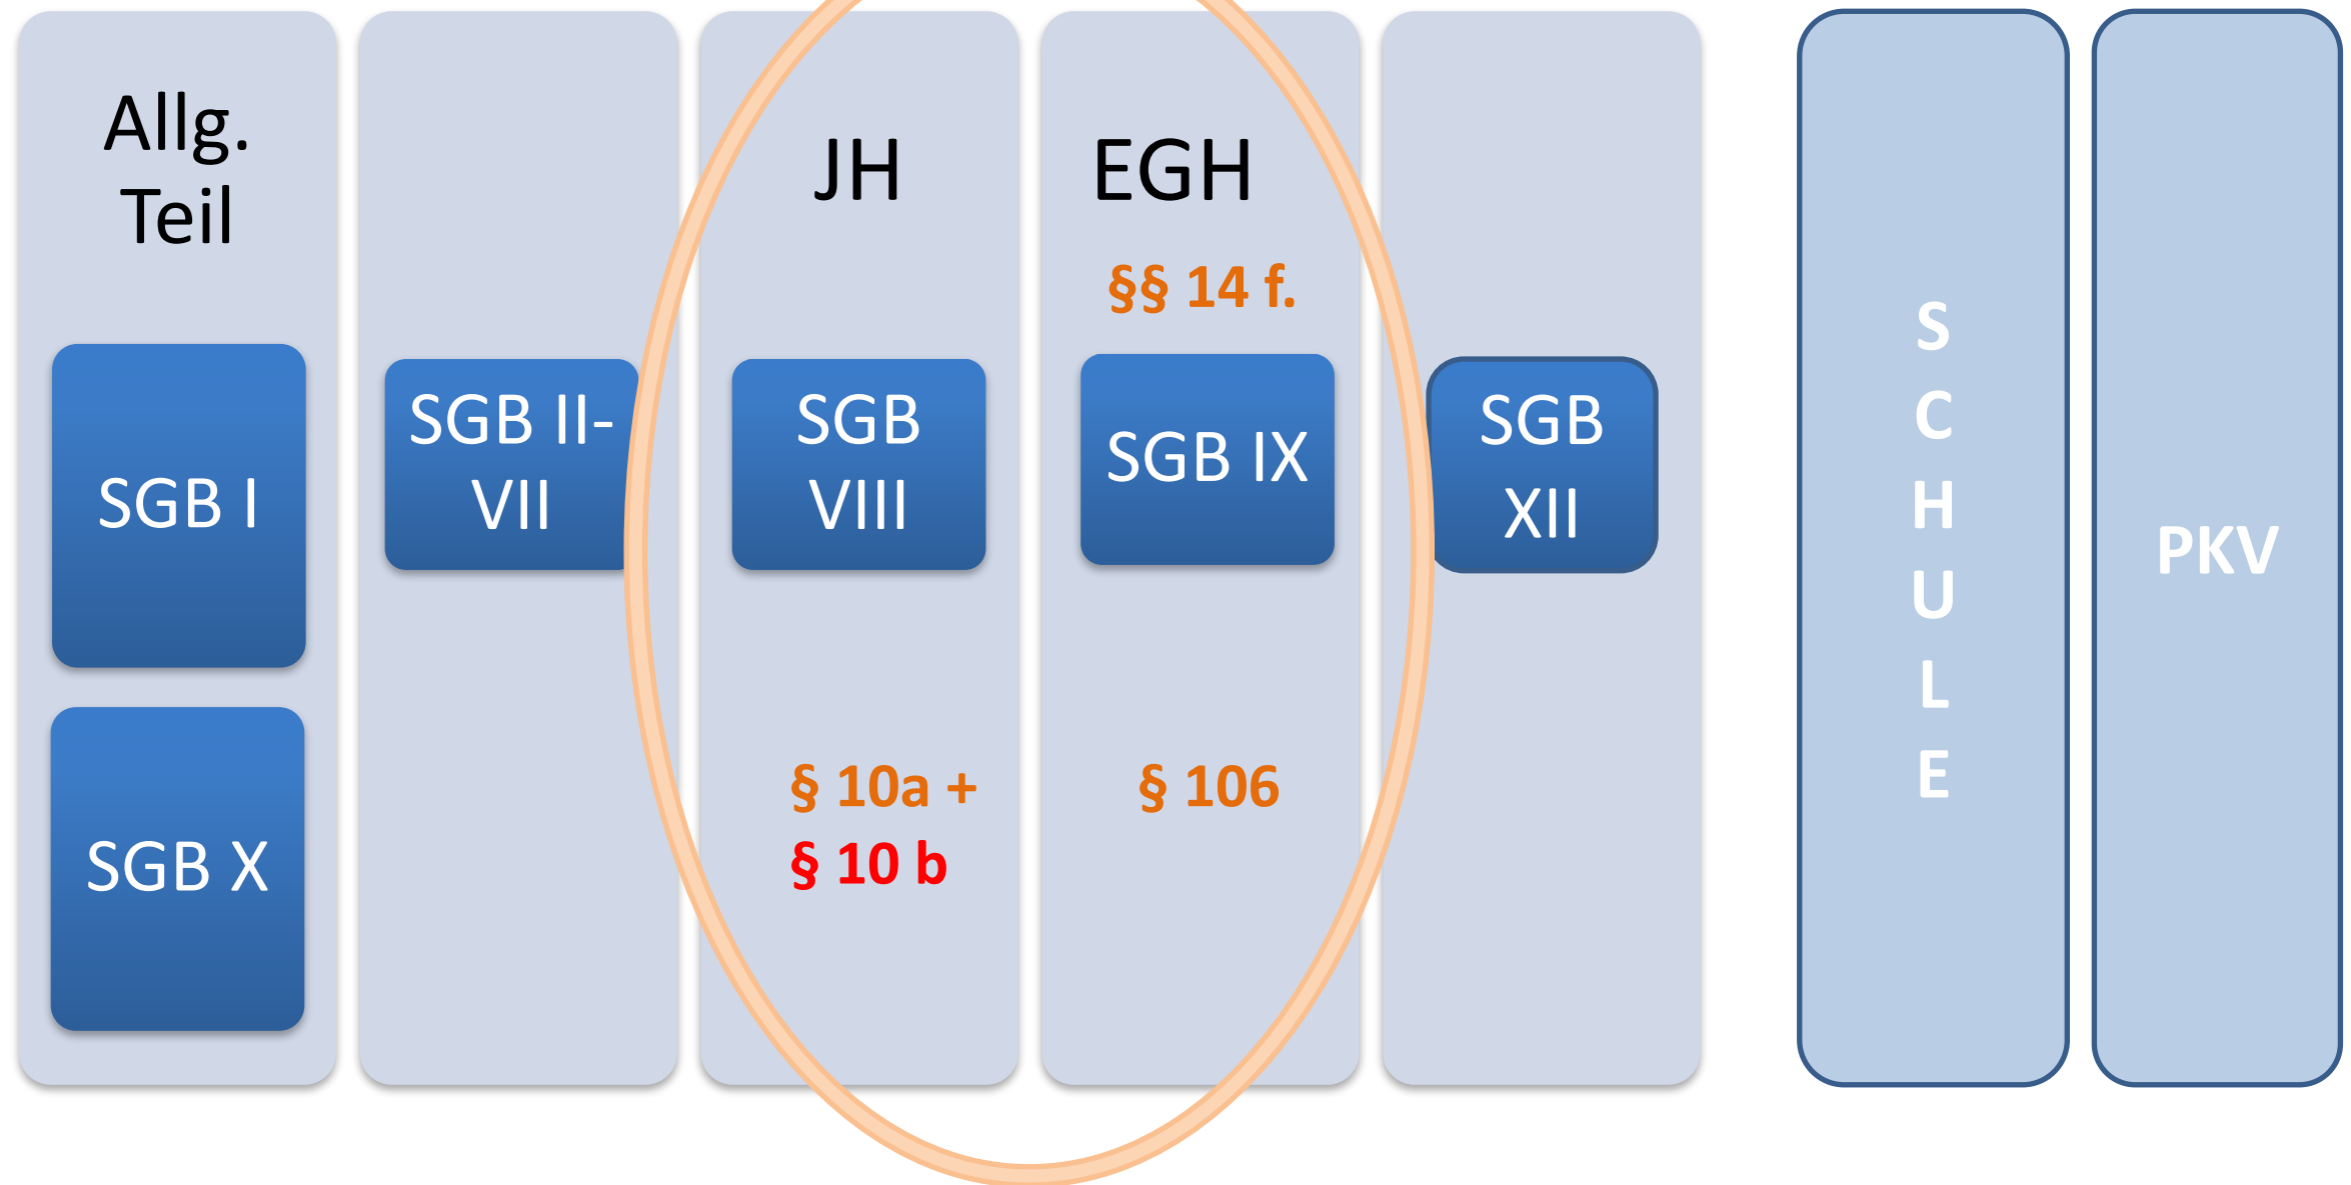 Allg.
Teil
SGB I
SGB X
SGB II-
VII
JH
SGB
VIII
§ 10a +
§ 10 b
EGH
§§ 14 f.
SGB IX
§ 106
SGB
XII
S
C
H
U
L
E
PKV